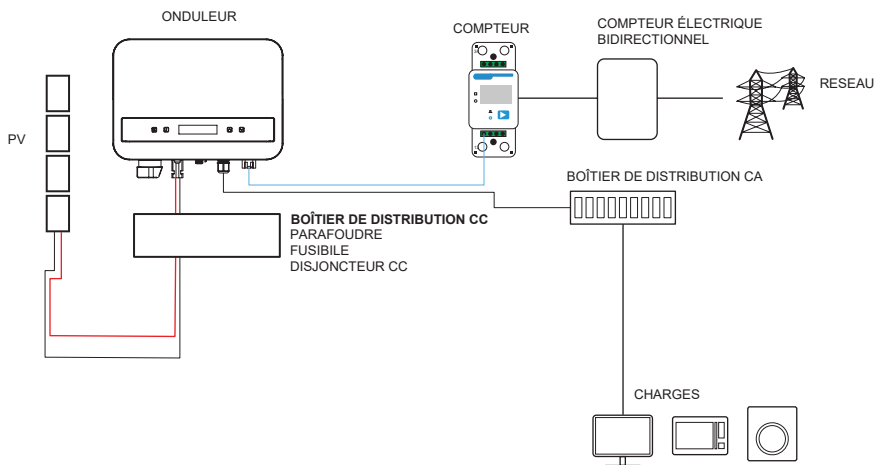 ONDULEUR
COMPTEUR
COMPTEUR ÉLECTRIQUE
BIDIRECTIONNEL
RESEAU
PV
BOÎTIER DE DISTRIBUTION CA
BOÎTIER DE DISTRIBUTION CC
PARAFOUDRE
FUSIBILE
DISJONCTEUR CC
CHARGES